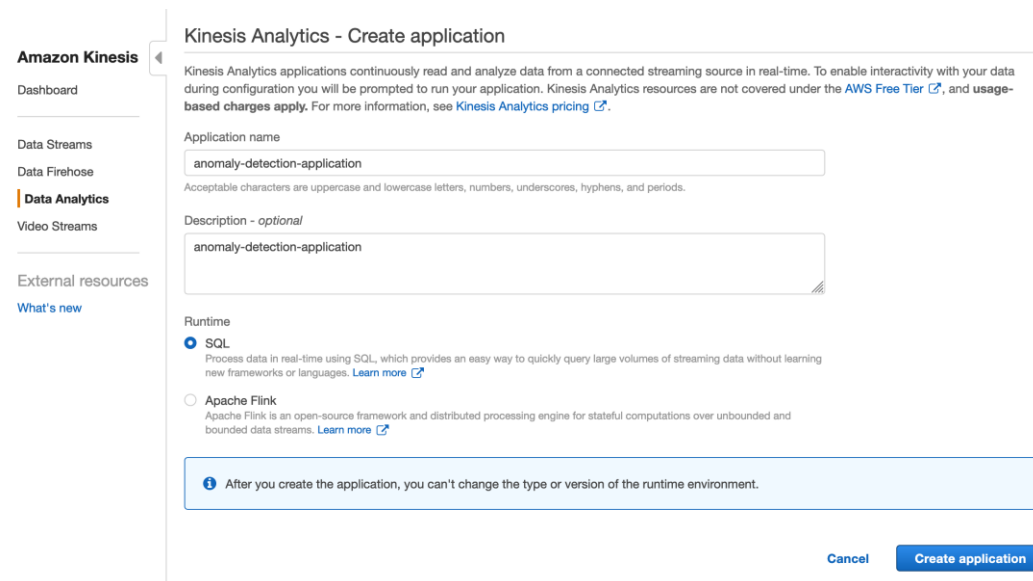 Amazon Kinesis
Dashboard
Data Streams
Data Firehose
Data Analytics
Video Streams
External resources
What's new
Kinesis Analytics - Create application
Kinesis Analytics applications continuously read and analyze data from a connected streaming source in real-time. To enable interactivity with your data
during configuration you will be prompted to run your application. Kinesis Analytics resources are not covered under the AWS Free Tier, and usage-
based charges apply. For more information, see Kinesis Analytics pricing.
Application name
anomaly-detection-application
Acceptable characters are uppercase and lowercase letters, numbers, underscores, hyphens, and periods.
Description - optional
anomaly-detection-application
Runtime
SQL
Process data in real-time using SQL, which provides an easy way to quickly query large volumes of streaming data without learning
new frameworks or languages. Learn more
Apache Flink
Apache Flink is an open-source framework and distributed processing engine for stateful computations over unbounded and
bounded data streams. Learn more
After you create the application, you can't change the type or version of the runtime environment.
Cancel
Create application